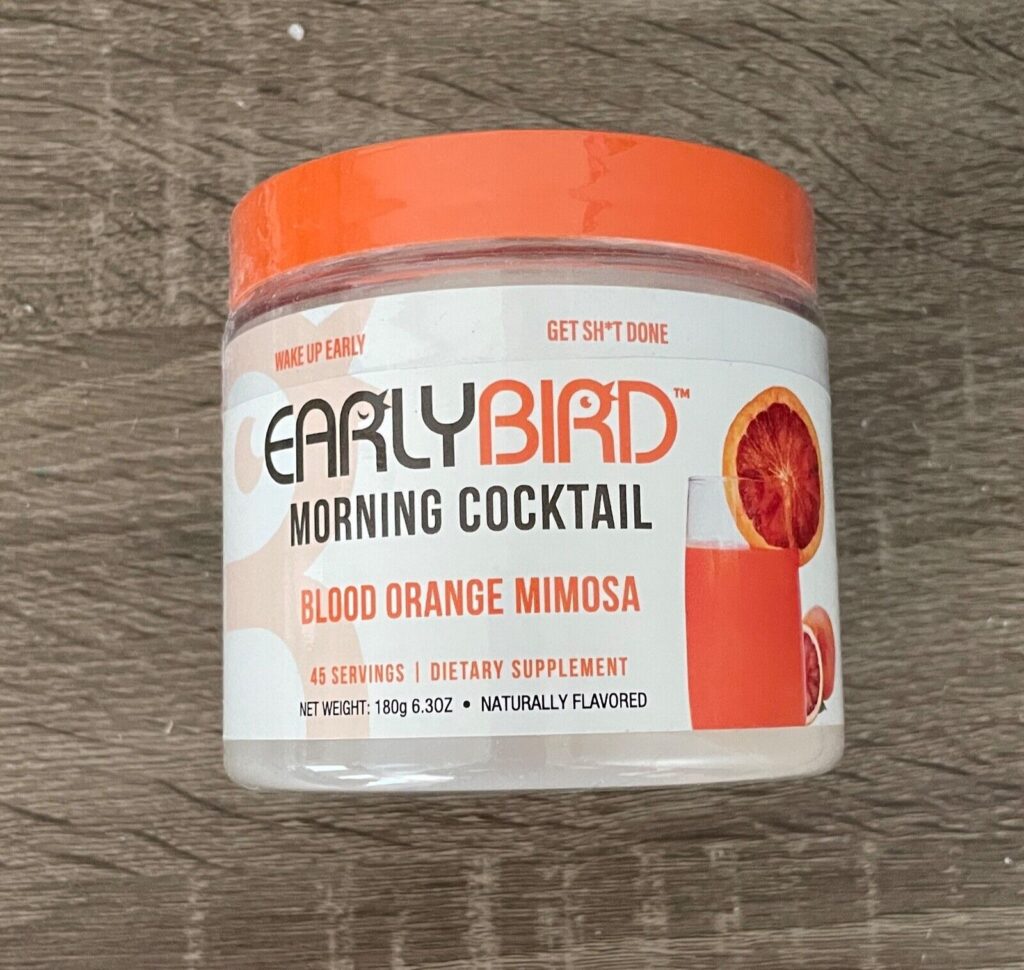 WAKE UP EARLY
GET SH*T DONE
EARLYBIRD™
MORNING COCKTAIL
BLOOD ORANGE MIMOSA
45 SERVINGS | DIETARY SUPPLEMENT
NET WEIGHT: 180g 6.3OZ • NATURALLY FLAVORED